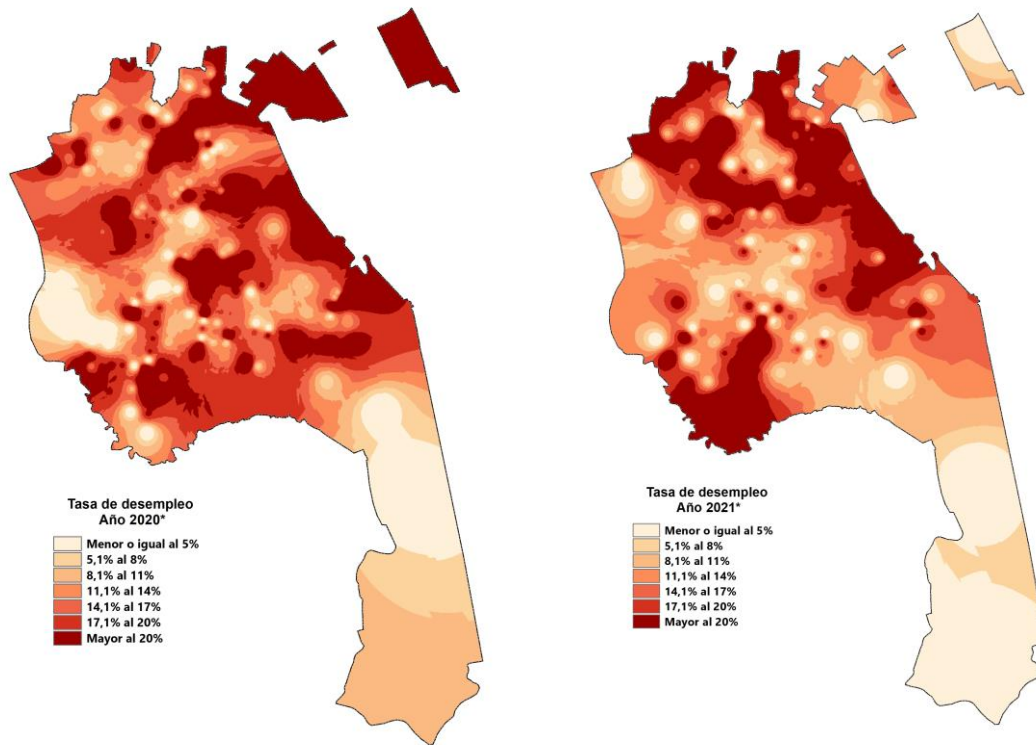 Tasa de desempleo
Año 2020*
Menor o igual al 5%
5,1% al 8%
8,1% al 11%
11,1% al 14%
14,1% al 17%
17,1% al 20%
Mayor al 20%
Tasa de desempleo
Año 2021*
Menor o igual al 5%
5,1% al 8%
8,1% al 11%
11,1% al 14%
14,1% al 17%
17,1% al 20%
Mayor al 20%